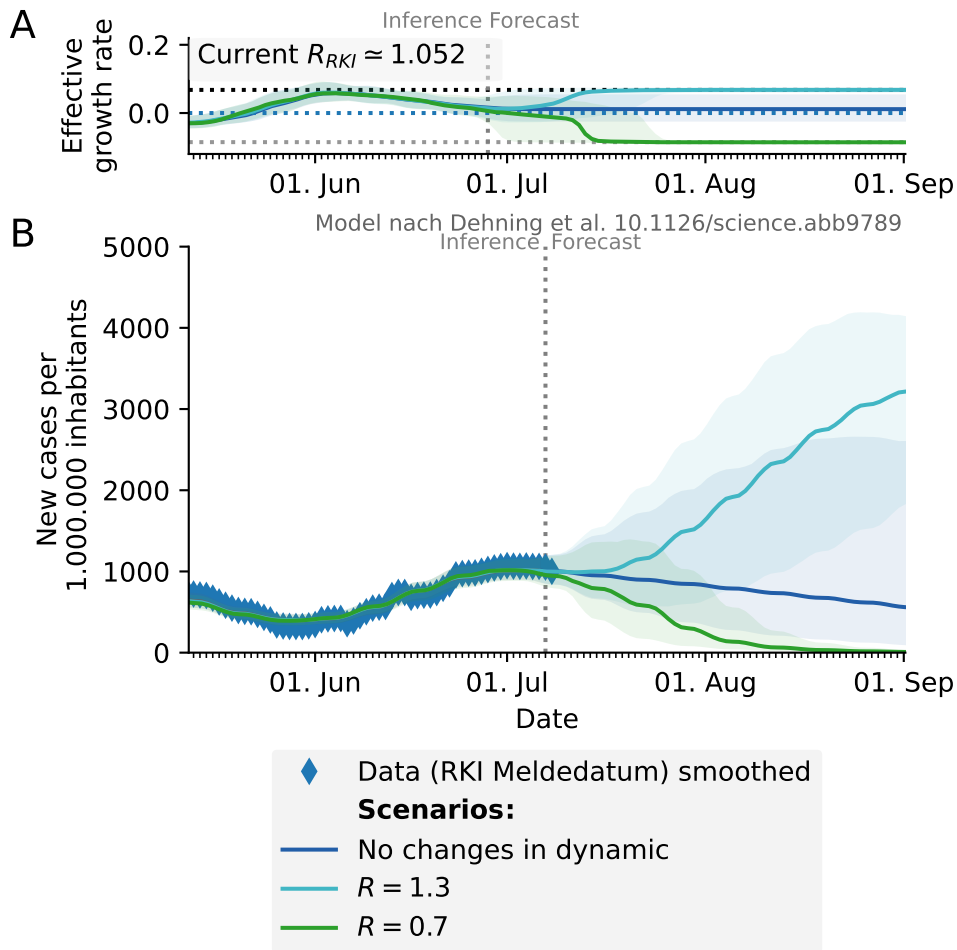 A
Inference Forecast
Effective
growth rate
0.2
0.0
Current R_RKI ≃ 1.052
01. Jun
01. Jul
01. Aug
01. Sep
B
Model nach Dehning et al. 10.1126/science.abb9789
Inference Forecast
New cases per
1.000.000 inhabitants
5000
4000
3000
2000
1000
0
01. Jun
01. Jul
01. Aug
01. Sep
Date
Data (RKI Meldedatum) smoothed
Scenarios:
No changes in dynamic
R = 1.3
R = 0.7